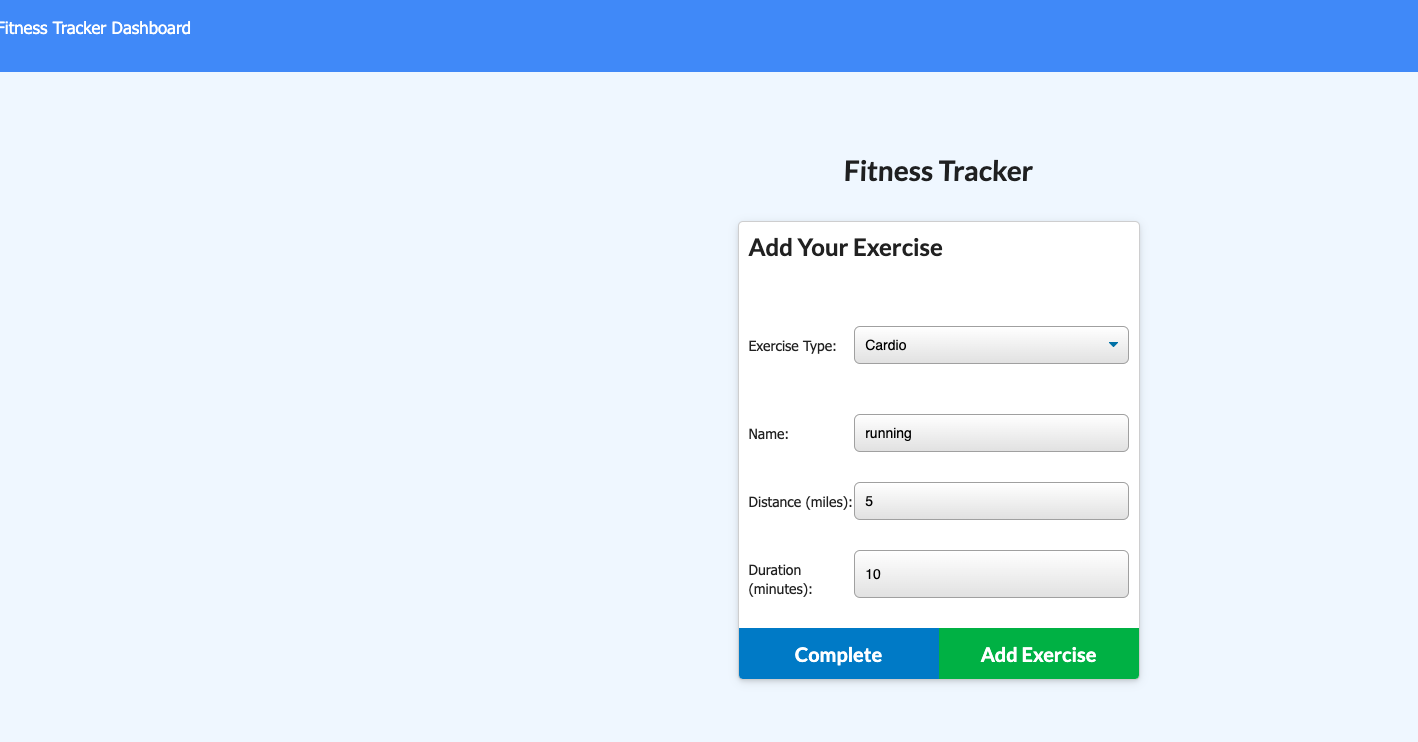 Fitness Tracker Dashboard
Fitness Tracker
Add Your Exercise
Exercise Type: Cardio
Name: running
Distance (miles): 5
Duration
(minutes): 10
Complete Add Exercise